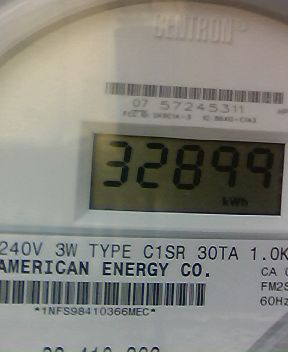 CENTRON
07 57245311
32899
kWh
240V 3W TYPE C1SR 30TA 1.0K
AMERICAN ENERGY CO.
CA
FM2S
60Hz
*1NFS98410366MEC*